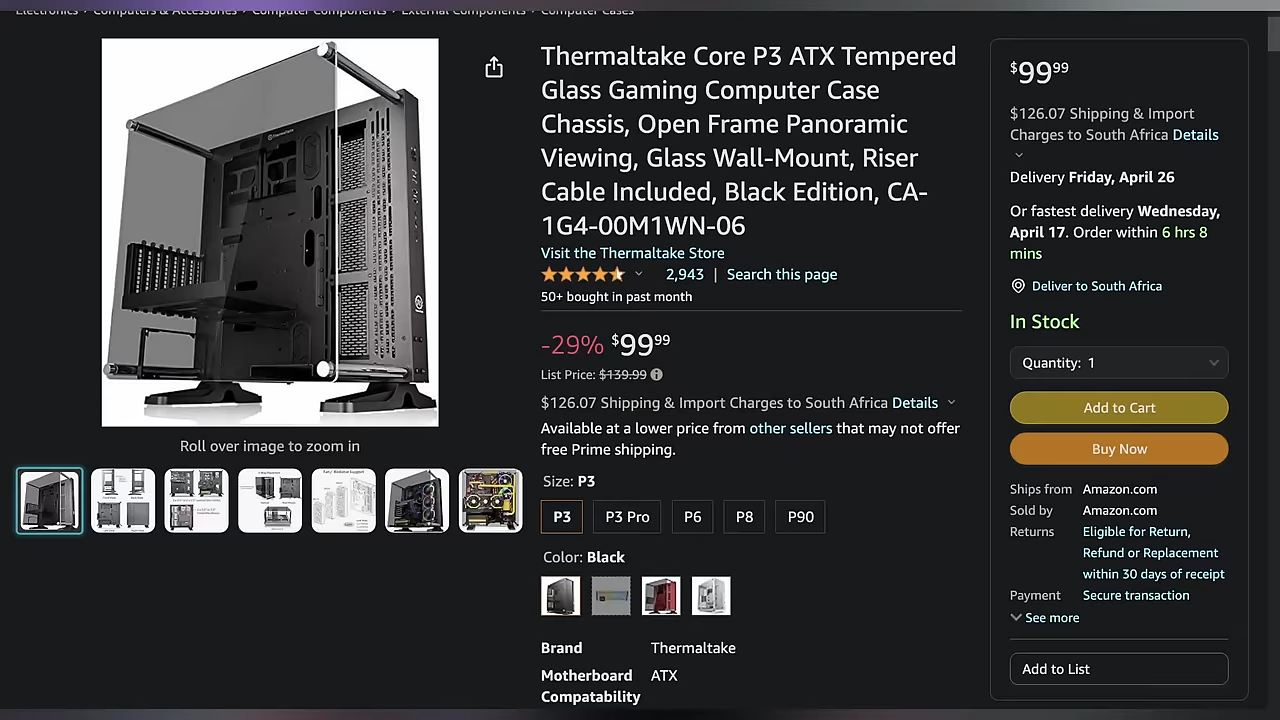 Electronics › Computers & Accessories › Computer Components › External Components › Computer Cases
Thermaltake Core P3 ATX Tempered
Glass Gaming Computer Case
Chassis, Open Frame Panoramic
Viewing, Glass Wall-Mount, Riser
Cable Included, Black Edition, CA-
1G4-00M1WN-06
Visit the Thermaltake Store
2,943 | Search this page
50+ bought in past month
-29% $99 99
List Price: $139.99
$126.07 Shipping & Import Charges to South Africa Details
Available at a lower price from other sellers that may not offer
free Prime shipping.
Size: P3
P3 P3 Pro P6 P8 P90
Color: Black
Brand Thermaltake
Motherboard ATX
Compatability
Roll over image to zoom in
$99 99
$126.07 Shipping & Import
Charges to South Africa Details
Delivery Friday, April 26
Or fastest delivery Wednesday,
April 17. Order within 6 hrs 8
mins
Deliver to South Africa
In Stock
Quantity: 1
Add to Cart
Buy Now
Ships from Amazon.com
Sold by Amazon.com
Returns Eligible for Return,
Refund or Replacement
within 30 days of receipt
Payment Secure transaction
See more
Add to List